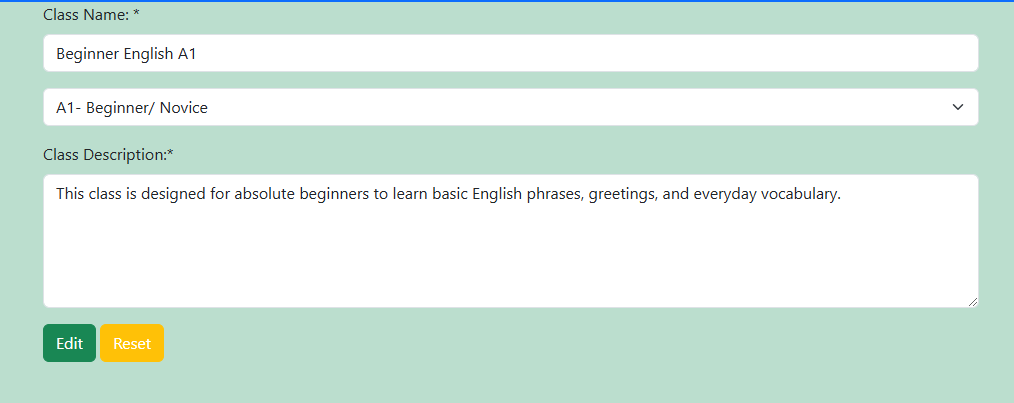 Class Name: *
Beginner English A1
A1- Beginner/ Novice
Class Description:*
This class is designed for absolute beginners to learn basic English phrases, greetings, and everyday vocabulary.
Edit Reset